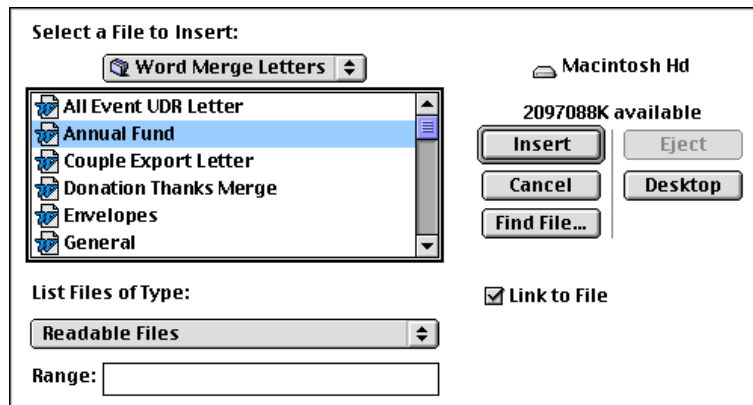 Select a File to Insert:
Word Merge Letters
Macintosh Hd
All Event UDR Letter
Annual Fund
Couple Export Letter
Donation Thanks Merge
Envelopes
General
2097088K available
Insert
Eject
Cancel
Desktop
Find File...
List Files of Type:
Link to File
Readable Files
Range: